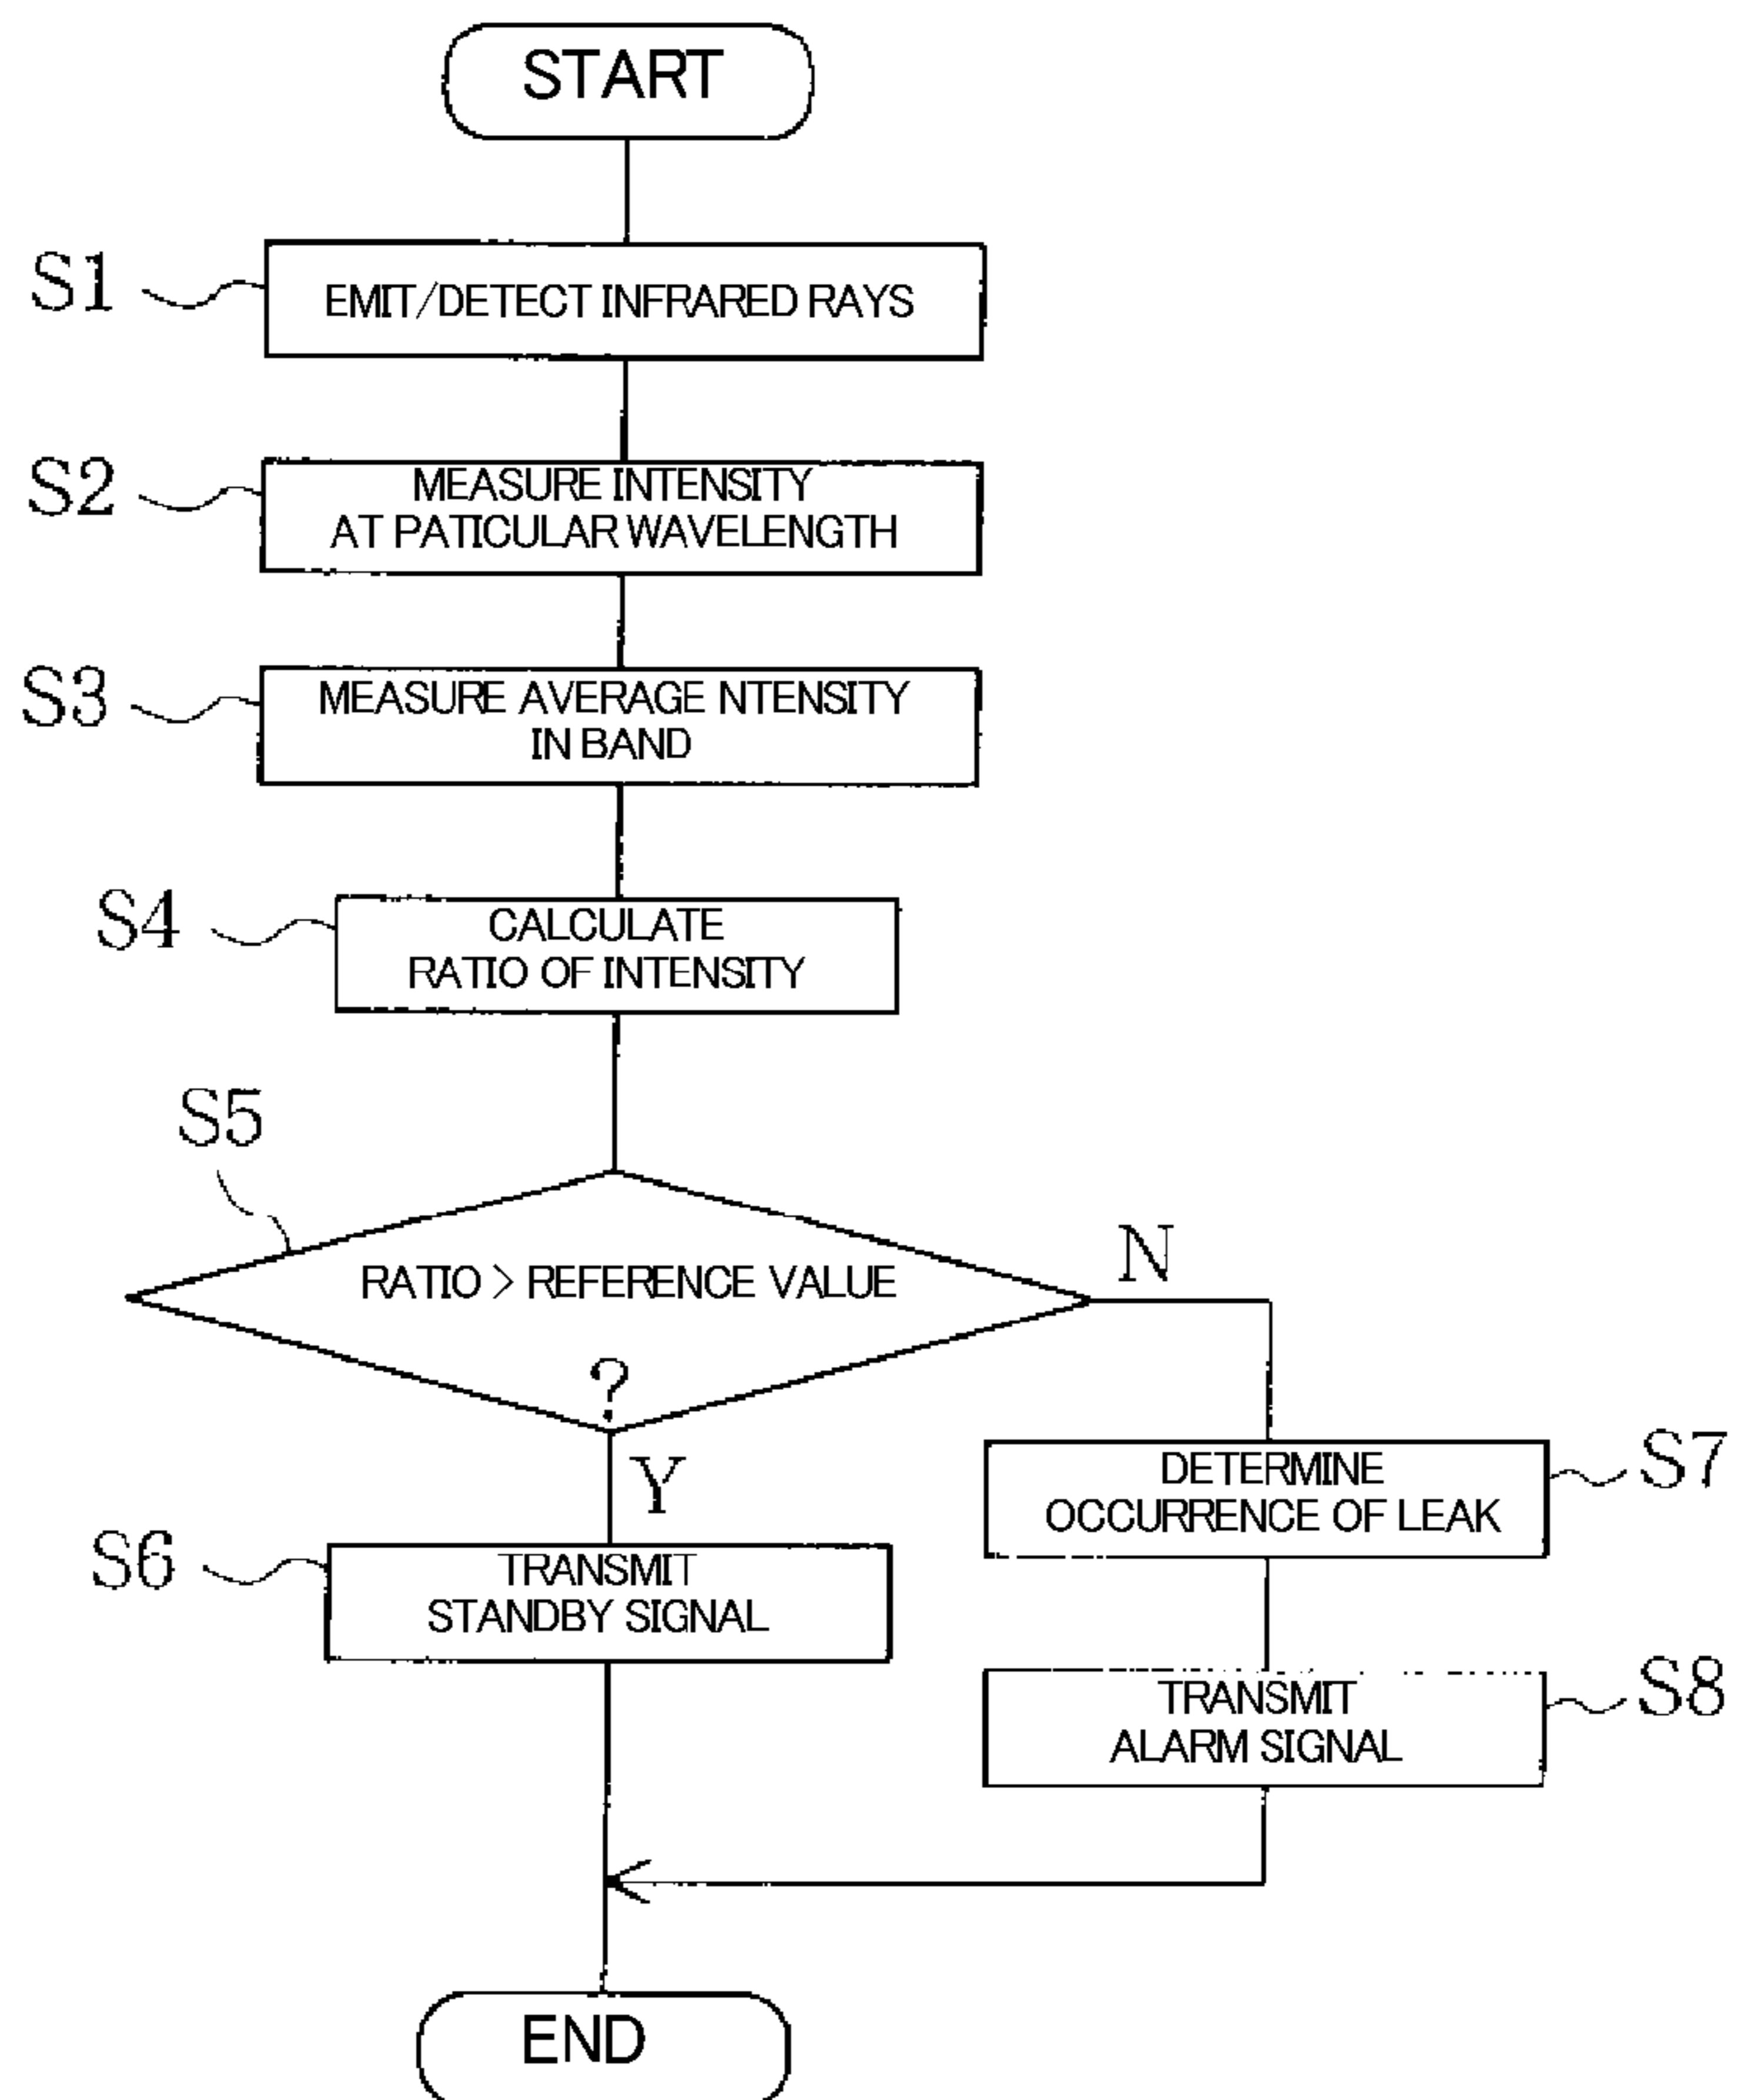 START
S1
EMIT/DETECT INFRARED RAYS
S2
MEASURE INTENSITY
AT PATICULAR WAVELENGTH
S3
MEASURE AVERAGE NTENSITY
IN BAND
S4
CALCULATE
RATIO OF INTENSITY
S5
RATIO > REFERENCE VALUE
?
N
Y
S7
DETERMINE
OCCURRENCE OF LEAK
S6
TRANSMIT
STANDBY SIGNAL
S8
TRANSMIT
ALARM SIGNAL
END